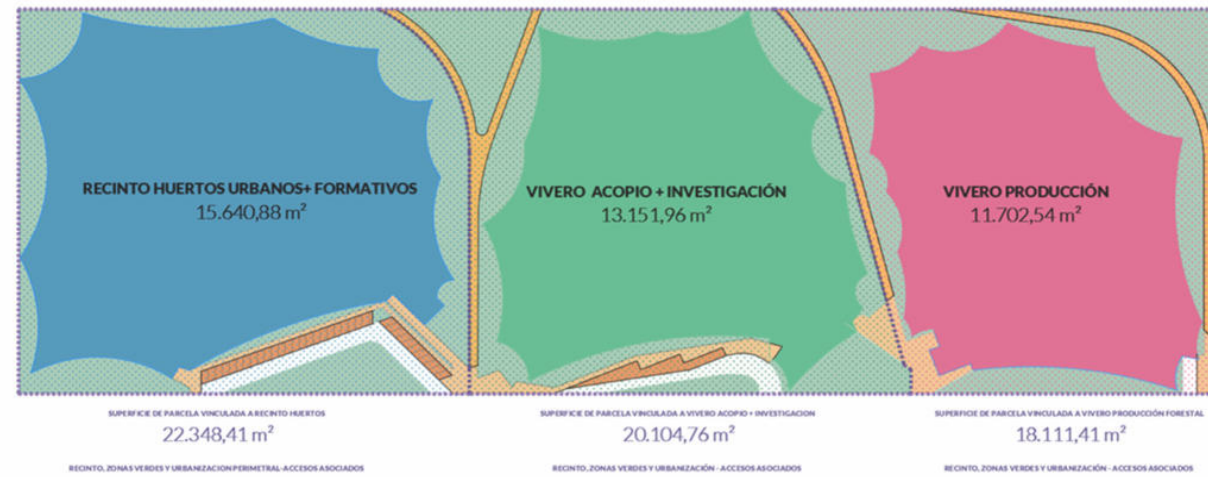 RECINTO HUERTOS URBANOS+ FORMATIVOS
15.640,88 m²
VIVERO ACOPIO + INVESTIGACIÓN
13.151,96 m²
VIVERO PRODUCCIÓN
11.702,54 m²
SUPERFICIE DE PARCELA VINCULADA A RECINTO HUERTOS
22.348,41 m²
RECINTO, ZONAS VERDES Y URBANIZACION PERIMETRAL-ACCESOS ASOCIADOS
SUPERFICIE DE PARCELA VINCULADA A VIVERO ACOPIO + INVESTIGACION
20.104,76 m²
RECINTO, ZONAS VERDES Y URBANIZACIÓN - ACCESOS ASOCIADOS
SUPERFICIE DE PARCELA VINCULADA A VIVERO PRODUCCIÓN FORESTAL
18.111,41 m²
RECINTO, ZONAS VERDES Y URBANIZACIÓN - ACCESOS ASOCIADOS